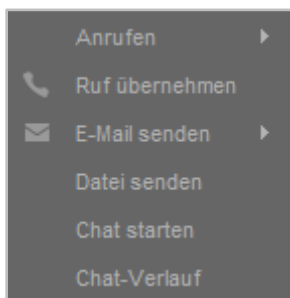 Anrufen
Ruf übernehmen
E-Mail senden
Datei senden
Chat starten
Chat-Verlauf